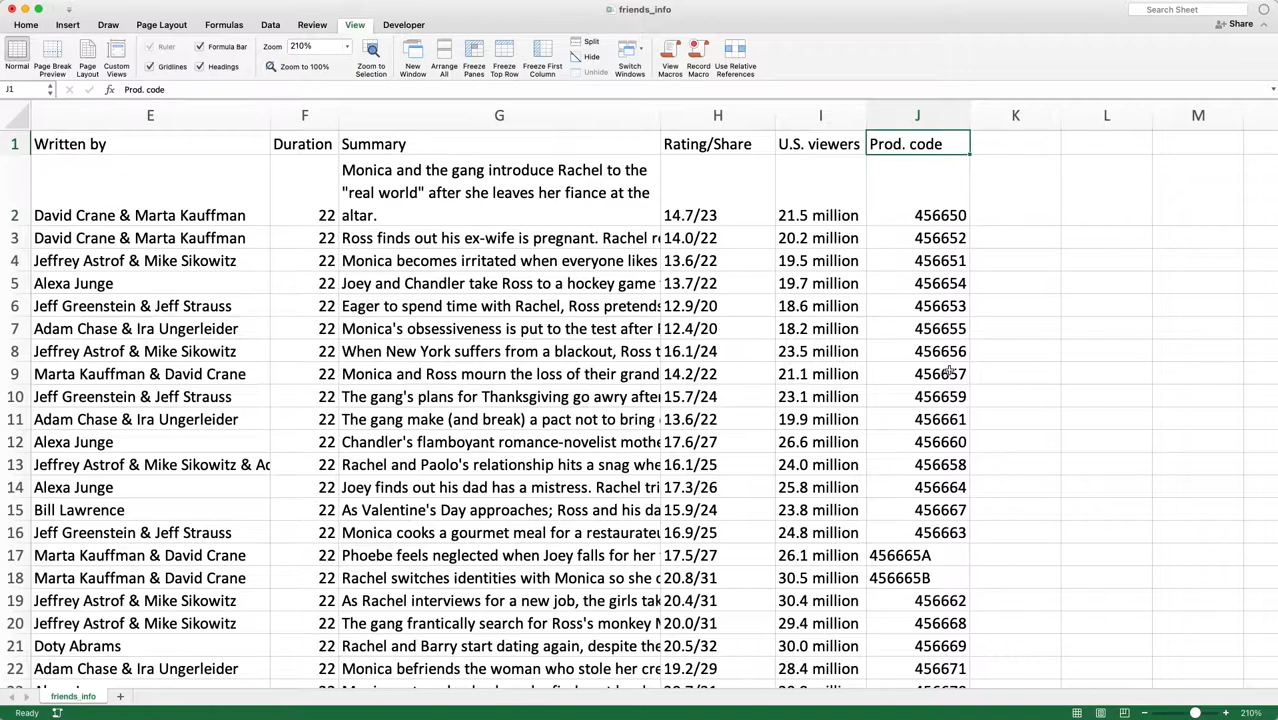 friends_info
Search Sheet
Home Insert Draw Page Layout Formulas Data Review View Developer
Share
Ruler Formula Bar Zoom 210%
Gridlines Headings Zoom to 100%
Normal Page Break Preview Page Layout Custom Views
Zoom to Selection New Window Arrange All Freeze Panes Freeze Top Row Freeze First Column
Split
Hide
Unhide
Switch Windows View Macros Record Macro Use Relative References
J1 fx Prod. code
E F G H I J K L M
1 Written by Duration Summary Rating/Share U.S. viewers Prod. code
Monica and the gang introduce Rachel to the
"real world" after she leaves her fiance at the
2 David Crane & Marta Kauffman 22 altar. 14.7/23 21.5 million 456650
3 David Crane & Marta Kauffman 22 Ross finds out his ex-wife is pregnant. Rachel 14.0/22 20.2 million 456652
4 Jeffrey Astrof & Mike Sikowitz 22 Monica becomes irritated when everyone likes 13.6/22 19.5 million 456651
5 Alexa Junge 22 Joey and Chandler take Ross to a hockey game 13.7/22 19.7 million 456654
6 Jeff Greenstein & Jeff Strauss 22 Eager to spend time with Rachel, Ross pretends 12.9/20 18.6 million 456653
7 Adam Chase & Ira Ungerleider 22 Monica's obsessiveness is put to the test after 12.4/20 18.2 million 456655
8 Jeffrey Astrof & Mike Sikowitz 22 When New York suffers from a blackout, Ross t 16.1/24 23.5 million 456656
9 Marta Kauffman & David Crane 22 Monica and Ross mourn the loss of their grand 14.2/22 21.1 million 456657
10 Jeff Greenstein & Jeff Strauss 22 The gang's plans for Thanksgiving go awry after 15.7/24 23.1 million 456659
11 Adam Chase & Ira Ungerleider 22 The gang make (and break) a pact not to bring 13.6/22 19.9 million 456661
12 Alexa Junge 22 Chandler's flamboyant romance-novelist mothe 17.6/27 26.6 million 456660
13 Jeffrey Astrof & Mike Sikowitz & Ad 22 Rachel and Paolo's relationship hits a snag whe 16.1/25 24.0 million 456658
14 Alexa Junge 22 Joey finds out his dad has a mistress. Rachel tri 17.3/26 25.8 million 456664
15 Bill Lawrence 22 As Valentine's Day approaches; Ross and his da 15.9/24 23.8 million 456667
16 Jeff Greenstein & Jeff Strauss 22 Monica cooks a gourmet meal for a restaurate 16.9/25 24.8 million 456663
17 Marta Kauffman & David Crane 22 Phoebe feels neglected when Joey falls for her 17.5/27 26.1 million 456665A
18 Marta Kauffman & David Crane 22 Rachel switches identities with Monica so she c 20.8/31 30.5 million 456665B
19 Jeffrey Astrof & Mike Sikowitz 22 As Rachel interviews for a new job, the girls tak 20.4/31 30.4 million 456662
20 Jeffrey Astrof & Mike Sikowitz 22 The gang frantically search for Ross's monkey 20.0/31 29.4 million 456668
21 Doty Abrams 22 Rachel and Barry start dating again, despite the 20.5/32 30.0 million 456669
22 Adam Chase & Ira Ungerleider 22 Monica befriends the woman who stole her cre 19.2/29 28.4 million 456671
friends_info
Ready 210%